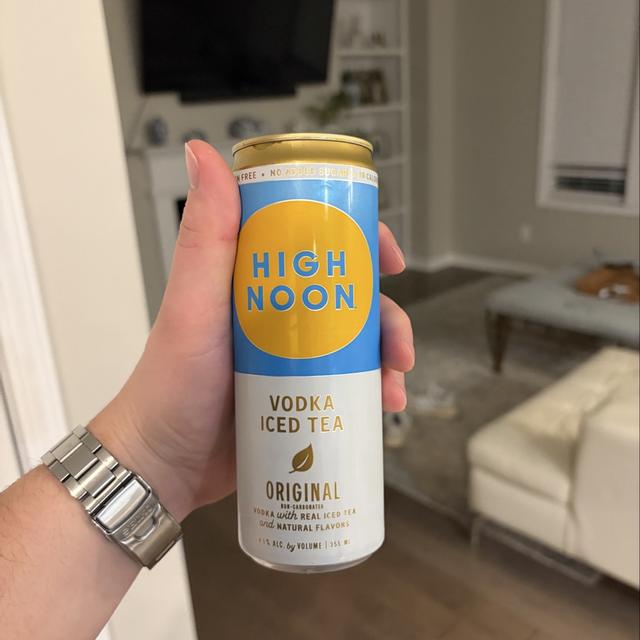 FREE • NO ADDED SUGAR •
HIGH
NOON
VODKA
ICED TEA
ORIGINAL
NON-CARBONATED
VODKA with REAL ICED TEA
and NATURAL FLAVORS
ALC. by VOLUME | 355 ML